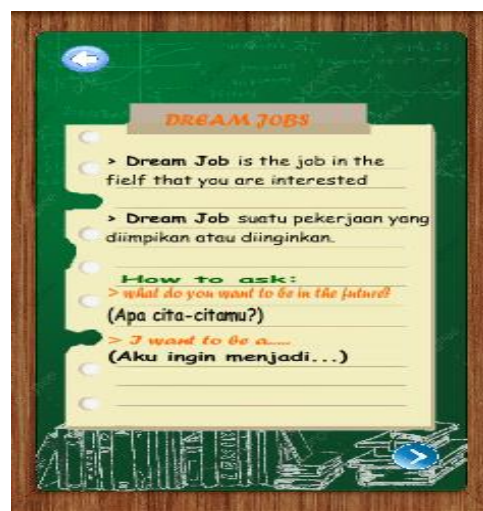 DREAM JOBS
> Dream Job is the job in the
fielf that you are interested
> Dream Job suatu pekerjaan yang
diimpikan atau diinginkan.
How to ask:
> what do you want to be in the future?
(Apa cita-citamu?)
> I want to be a.....
(Aku ingin menjadi...)